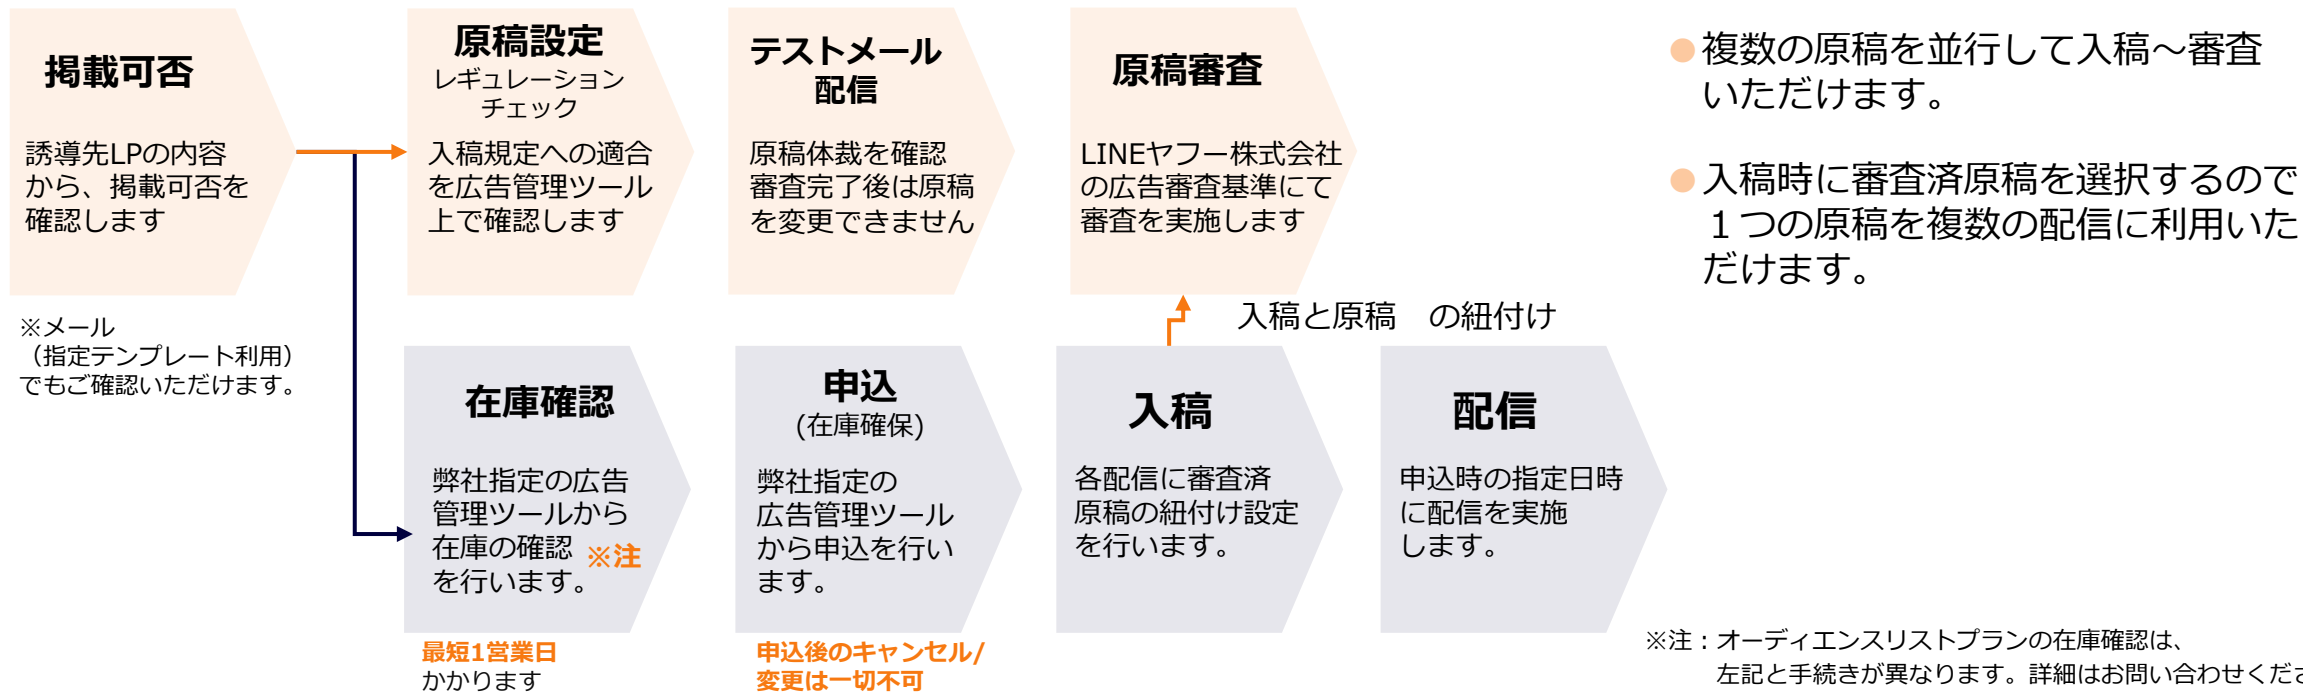 掲載可否
誘導先LPの内容
から、掲載可否を
確認します
※メール
（指定テンプレート利用）
でもご確認いただけます。
原稿設定
レギュレーション
チェック
入稿規定への適合
を広告管理ツール
上で確認します
テストメール
配信
原稿体裁を確認
審査完了後は原稿
を変更できません
原稿審査
LINEヤフー株式会社
の広告審査基準にて
審査を実施します
入稿と原稿　の紐付け
在庫確認
弊社指定の広告
管理ツールから
在庫の確認 ※注
を行います。
最短1営業日
かかります
申込
(在庫確保)
弊社指定の
広告管理ツール
から申込を行い
ます。
申込後のキャンセル/
変更は一切不可
入稿
各配信に審査済
原稿の紐付け設定
を行います。
配信
申込時の指定日時
に配信を実施
します。
●複数の原稿を並行して入稿～審査
いただけます。
●入稿時に審査済原稿を選択するので
１つの原稿を複数の配信に利用いた
だけます。
※注：オーディエンスリストプランの在庫確認は、
左記と手続きが異なります。詳細はお問い合わせくださ